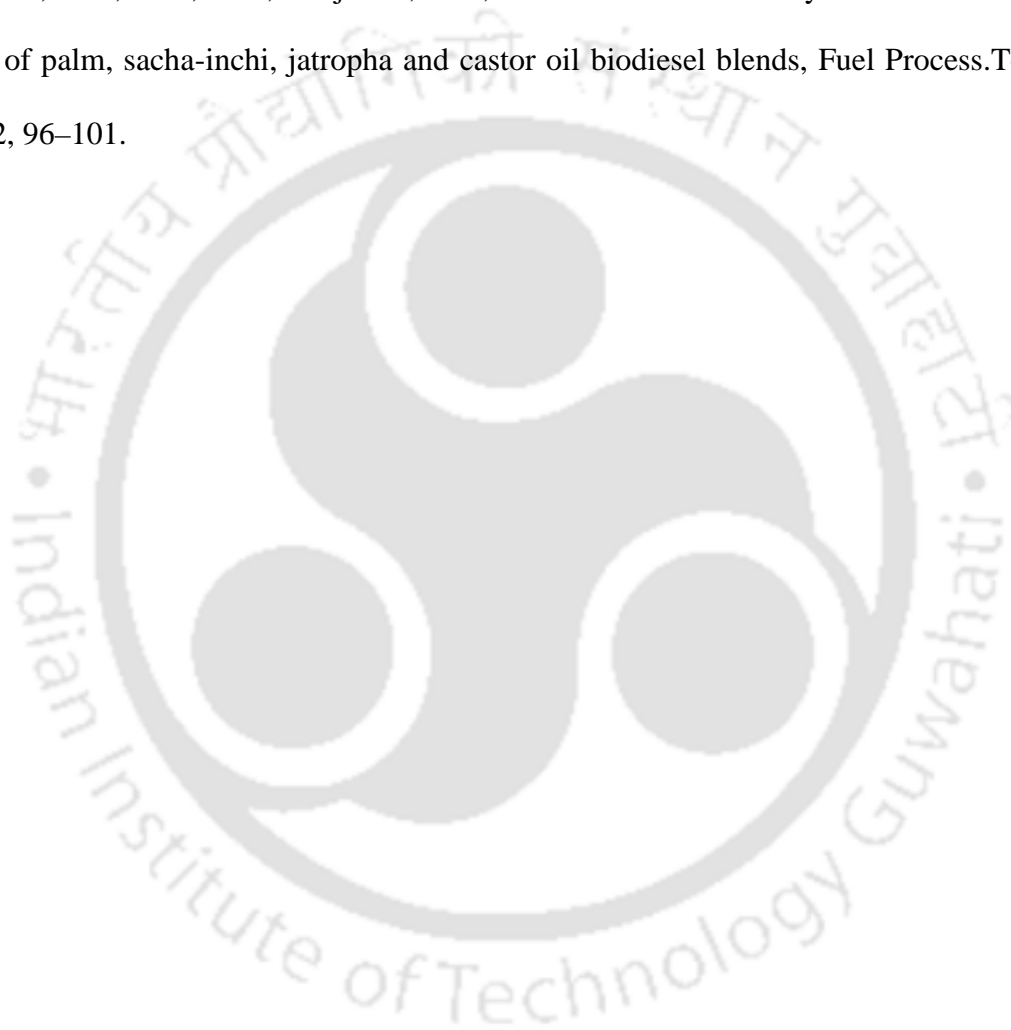 of palm, sacha-inchi, jatropha and castor oil biodiesel blends, Fuel Process.T
2, 96–101.
भारतीय प्रौद्योगिकी संस्थान गुवाहाटी
• Indian Institute of Technology Guwahati •